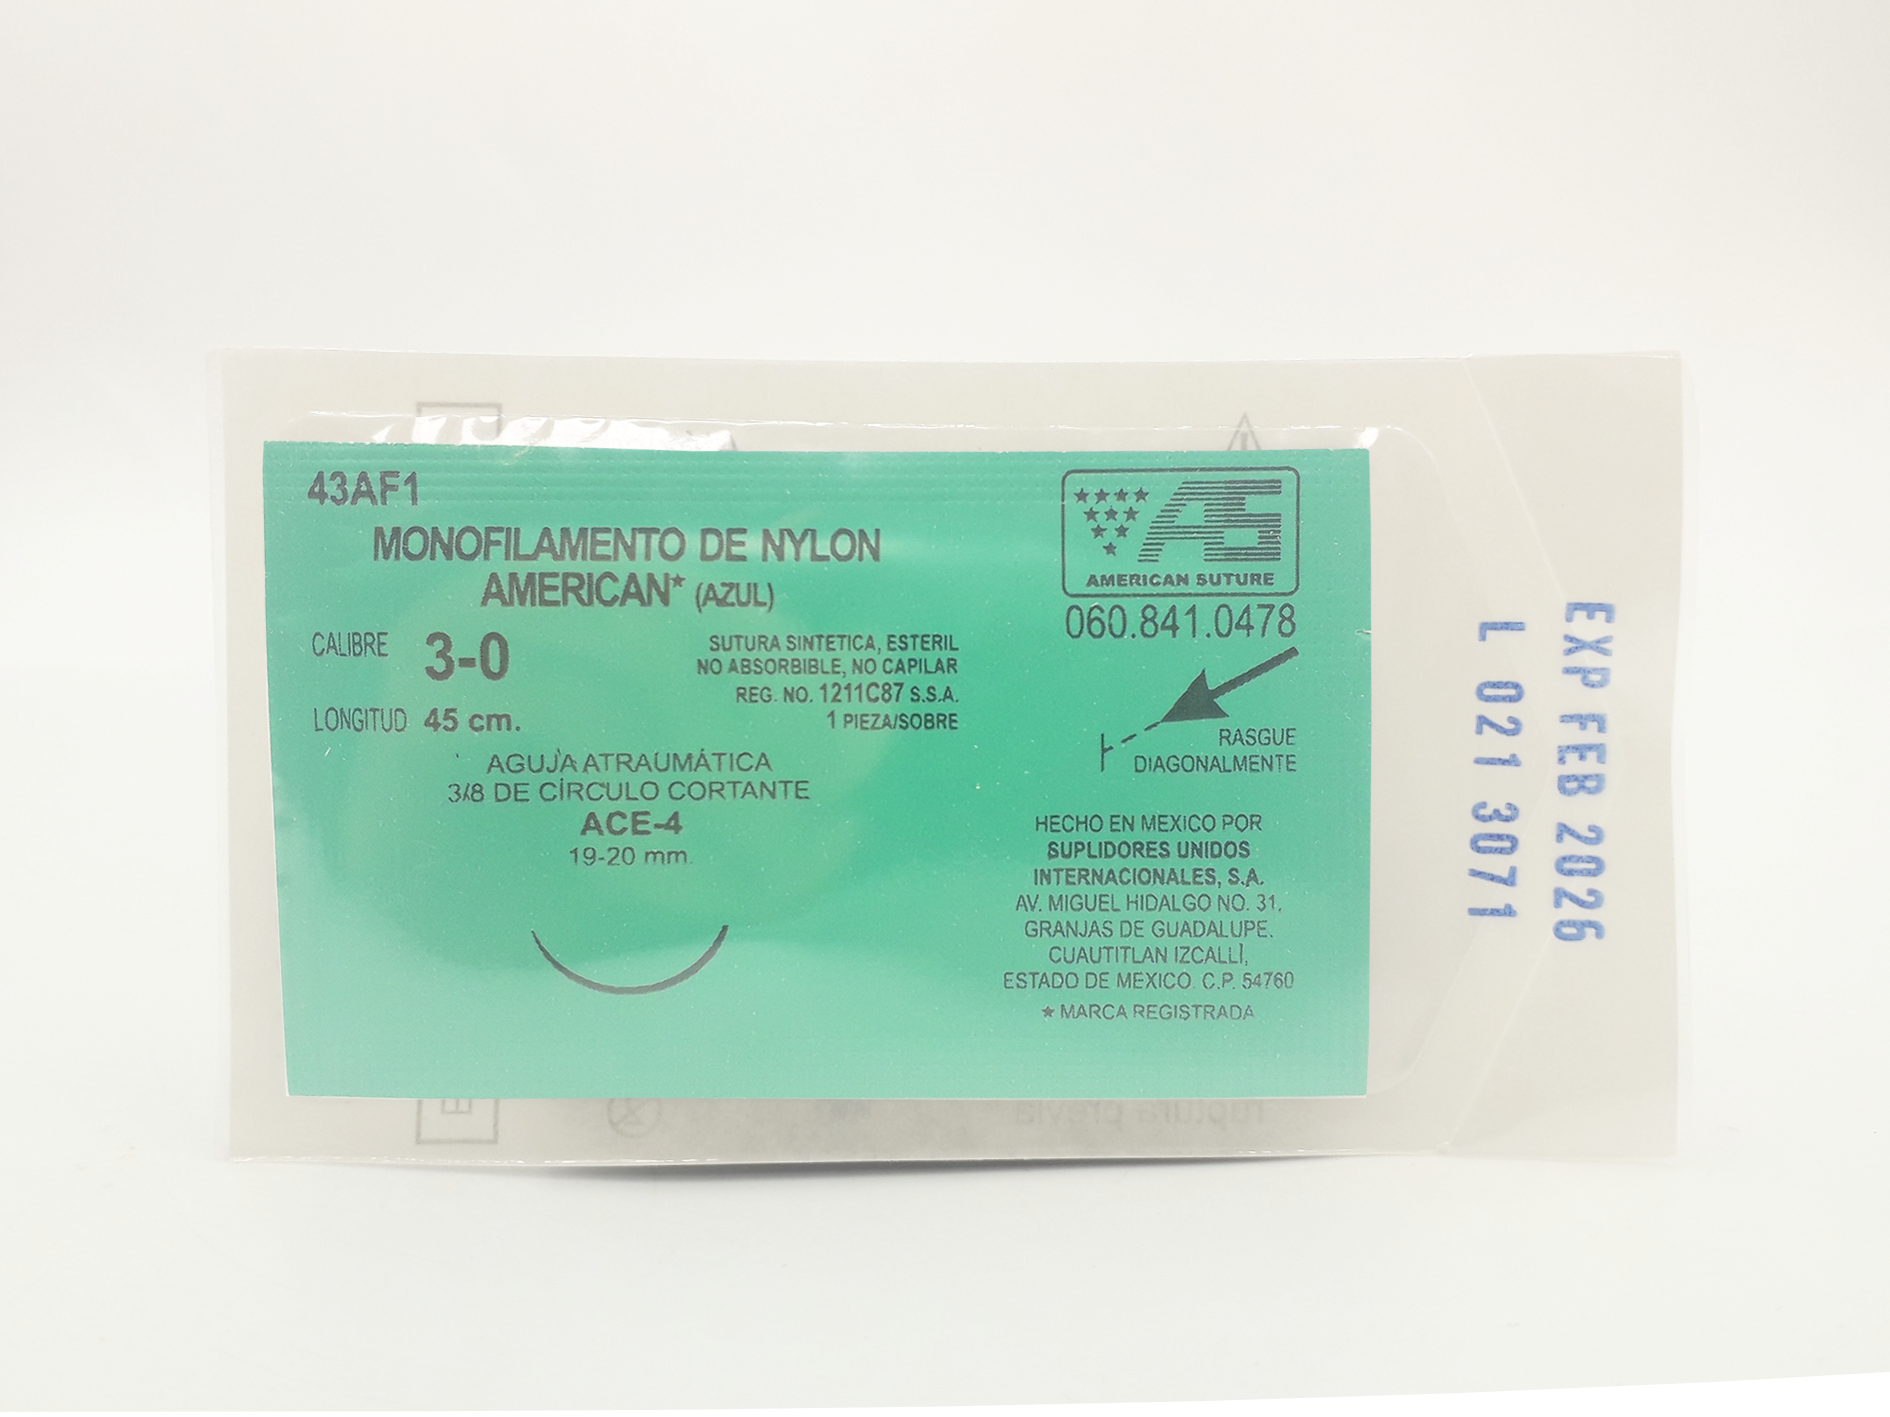 43AF1
MONOFILAMENTO DE NYLON
AMERICAN* (AZUL)
CALIBRE 3-0
LONGITUD 45 cm.
SUTURA SINTETICA, ESTERIL
NO ABSORBIBLE, NO CAPILAR
REG. NO. 1211C87 S.S.A.
1 PIEZA/SOBRE
AGUJA ATRAUMÁTICA
3/8 DE CÍRCULO CORTANTE
ACE-4
19-20 mm.
AS
AMERICAN SUTURE
060.841.0478
RASGUE
DIAGONALMENTE
HECHO EN MEXICO POR
SUPLIDORES UNIDOS
INTERNACIONALES, S.A.
AV. MIGUEL HIDALGO NO. 31,
GRANJAS DE GUADALUPE.
CUAUTITLAN IZCALLI,
ESTADO DE MEXICO. C.P. 54760
* MARCA REGISTRADA
EXP FEB 2026
L 021 3071
ruptura previa